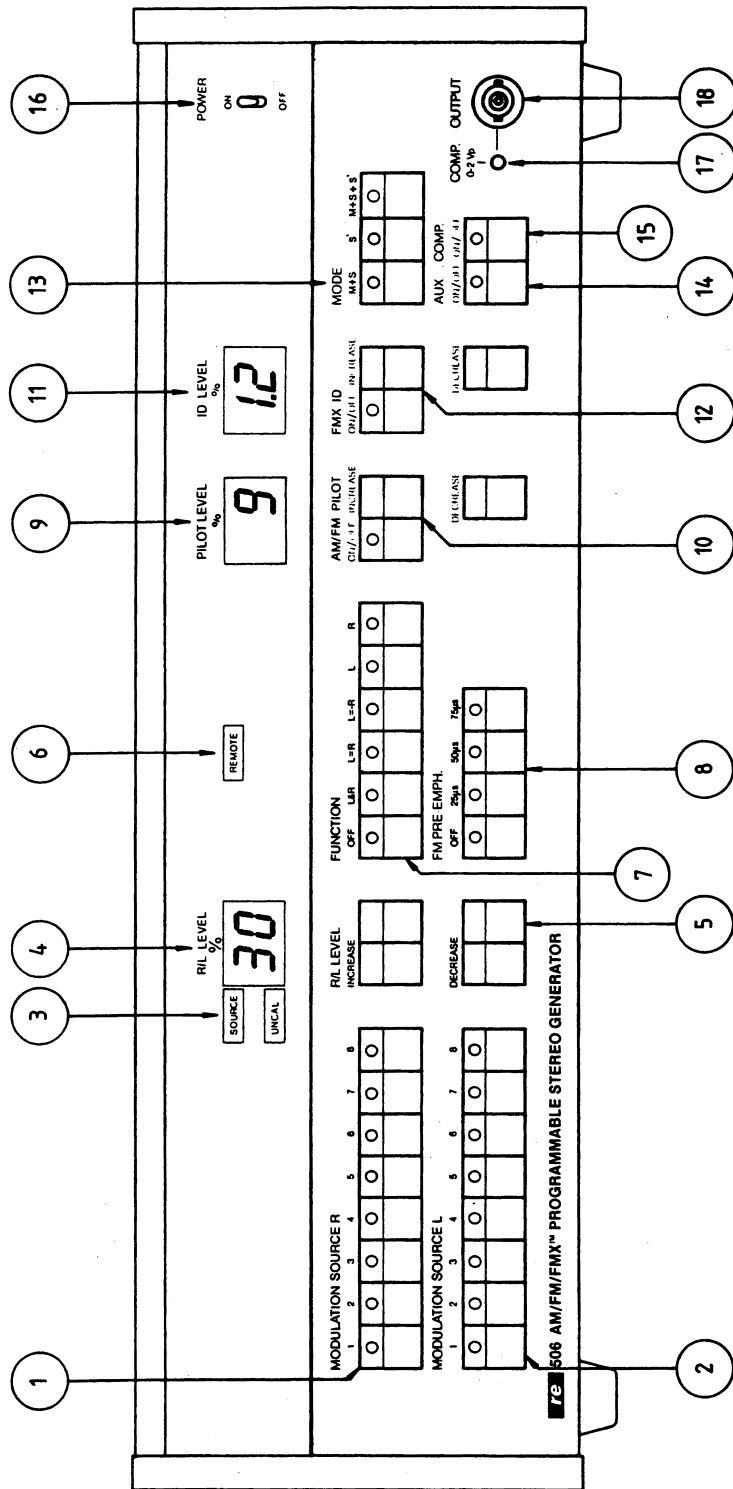 1 3 4 6 9 11 13 16
R/L LEVEL % PILOT LEVEL % ID LEVEL % POWER
SOURCE
UNCAL
30
REMOTE
9
1.2
ON
OFF
MODULATION SOURCE R
1 2 3 4 5 6 7 8
R/L LEVEL
INCREASE
FUNCTION
OFF L&R L=R L=-R L R
AM/FM PILOT
ON/OFF INCREASE
FMX ID
ON/OFF INCREASE
MODE
M+S S' M+S+S'
MODULATION SOURCE L
1 2 3 4 5 6 7 8
DECREASE
FM PRE-EMPH.
OFF 25µs 50µs 75µs
DECREASE
DECREASE
AUX COMP.
ON/OFF ON/OFF
COMP.
0-2 Vp
OUTPUT
re 506 AM/FM/FMX™ PROGRAMMABLE STEREO GENERATOR
2 5 7 8 10 12 14 15 17 18